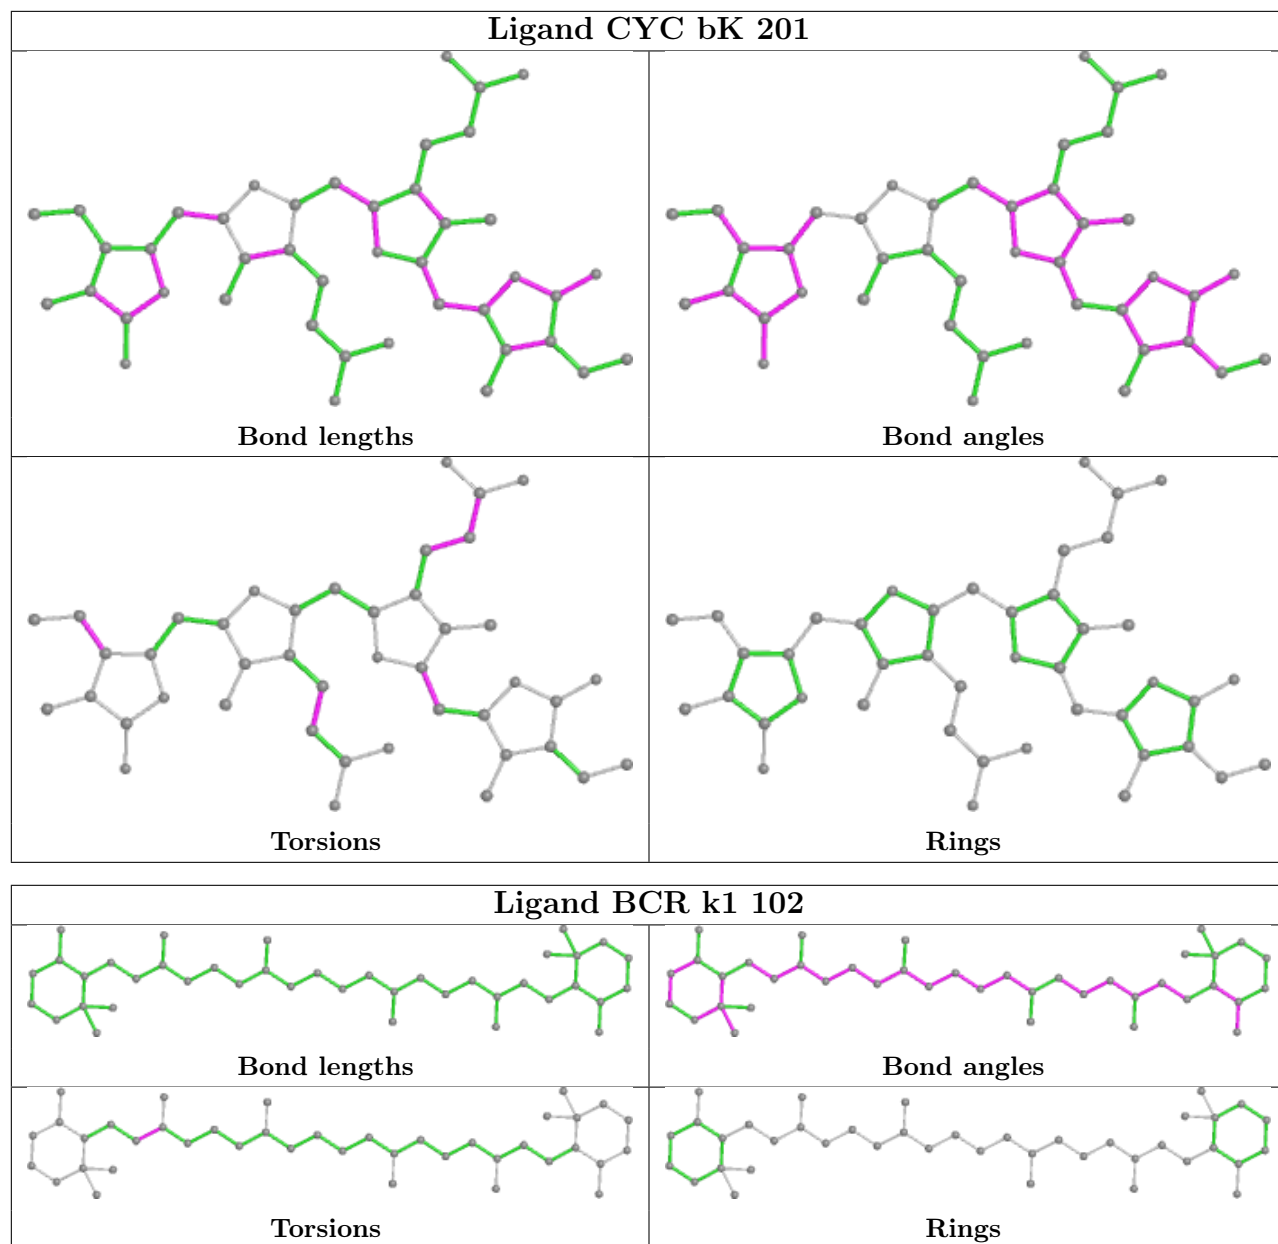 Ligand CYC bK 201
Bond lengths
Bond angles
Torsions
Rings
Ligand BCR k1 102
Bond lengths
Bond angles
Torsions
Rings